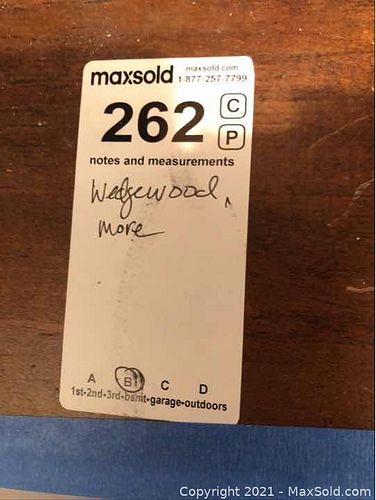 maxsold maxsold.com
1-877-257-7799
262 C
P
notes and measurements
Wedgewood,
more
A B C D
1st-2nd-3rd-bsmt-garage-outdoors
Copyright 2021 - MaxSold.com